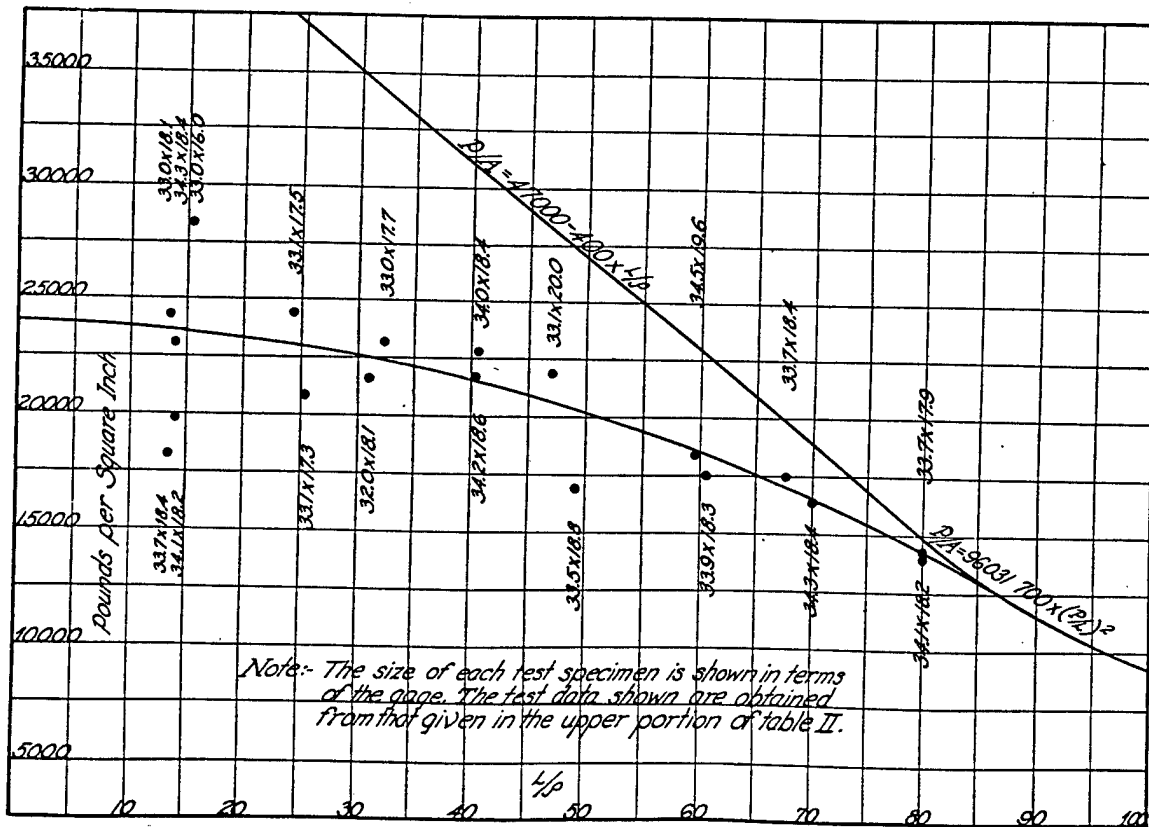 35000
30000
25000
20000
15000
10000
5000
Pounds per Square Inch
33.0x18.1
34.3x18.4
33.0x16.0
33.1x17.5
33.0x17.7
34.0x18.4
33.1x20.0
34.5x19.6
33.7x18.4
33.7x17.9
P/A=47000-400x L/ρ
P/A=96031 700x(ρ/L)²
33.7x18.4
34.1x18.2
33.1x17.3
32.0x18.1
34.2x18.6
33.5x18.8
33.9x18.3
34.3x18.4
34.1x18.2
Note:- The size of each test specimen is shown in terms
of the gage. The test data shown are obtained
from that given in the upper portion of table II.
L/ρ
10 20 30 40 50 60 70 80 90 100